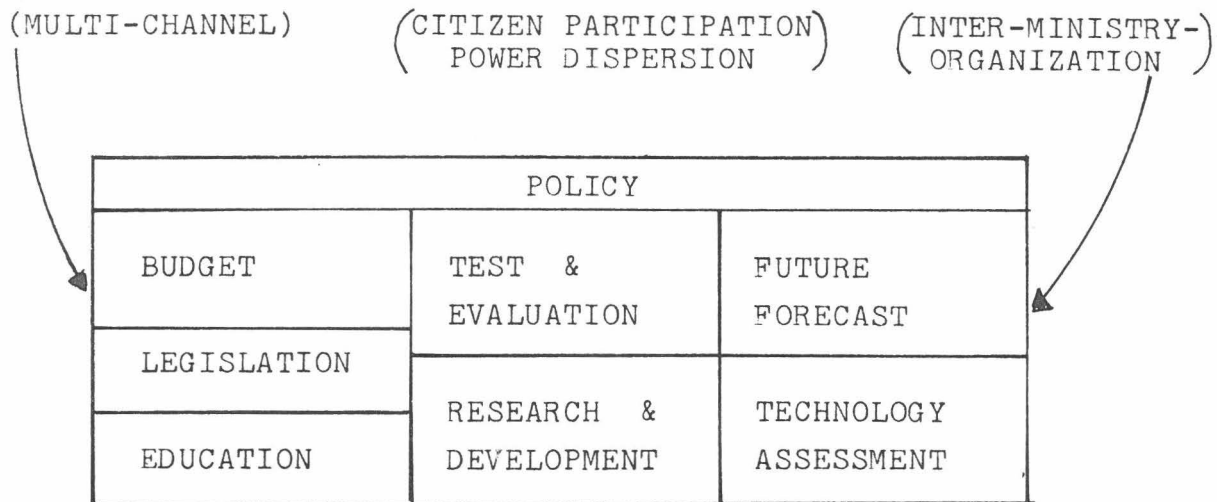 (MULTI-CHANNEL)
(CITIZEN PARTICIPATION
POWER DISPERSION)
(INTER-MINISTRY-
ORGANIZATION)
POLICY
BUDGET
LEGISLATION
EDUCATION
TEST &
EVALUATION
RESEARCH &
DEVELOPMENT
FUTURE
FORECAST
TECHNOLOGY
ASSESSMENT